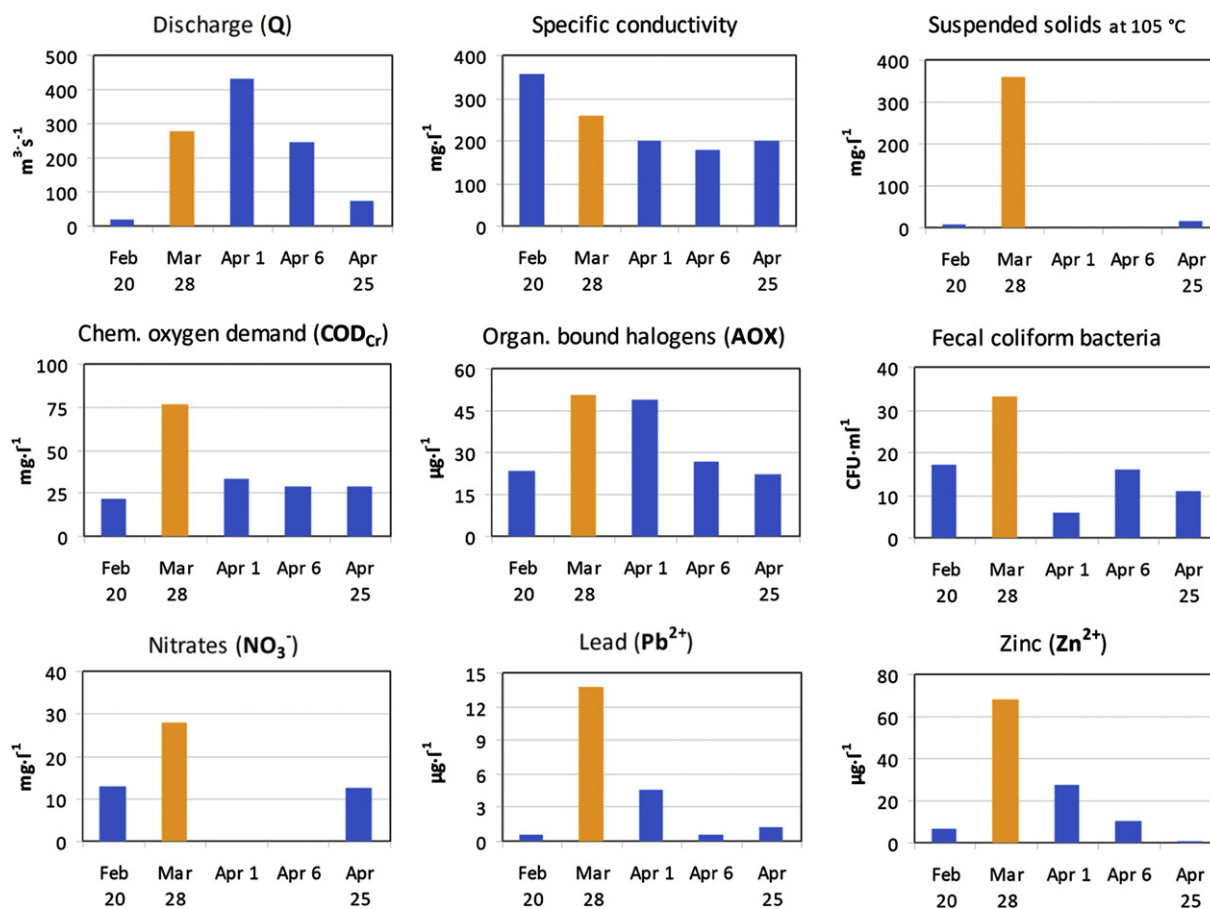 Discharge (Q)
Specific conductivity
Suspended solids at 105 °C
500
400
300
200
100
0
m³·s⁻¹
Feb 20
Mar 28
Apr 1
Apr 6
Apr 25
400
300
200
100
0
mg·l⁻¹
Feb 20
Mar 28
Apr 1
Apr 6
Apr 25
400
300
200
100
0
mg·l⁻¹
Feb 20
Mar 28
Apr 1
Apr 6
Apr 25
Chem. oxygen demand (COD_Cr)
Organ. bound halogens (AOX)
Fecal coliform bacteria
100
75
50
25
0
mg·l⁻¹
Feb 20
Mar 28
Apr 1
Apr 6
Apr 25
60
45
30
15
0
µg·l⁻¹
Feb 20
Mar 28
Apr 1
Apr 6
Apr 25
40
30
20
10
0
CFU·ml¹
Feb 20
Mar 28
Apr 1
Apr 6
Apr 25
Nitrates (NO₃⁻)
Lead (Pb²⁺)
Zinc (Zn²⁺)
40
30
20
10
0
mg·l⁻¹
Feb 20
Mar 28
Apr 1
Apr 6
Apr 25
15
12
9
6
3
0
µg·l⁻¹
Feb 20
Mar 28
Apr 1
Apr 6
Apr 25
80
60
40
20
0
µg·l⁻¹
Feb 20
Mar 28
Apr 1
Apr 6
Apr 25